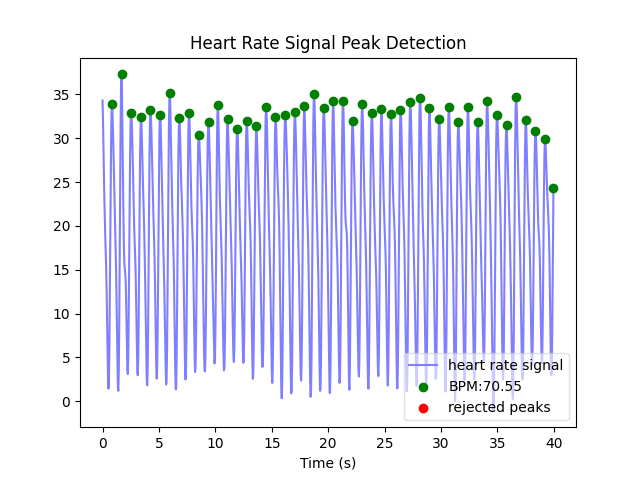 Heart Rate Signal Peak Detection
35
30
25
20
15
10
5
0
heart rate signal
BPM:70.55
rejected peaks
0 5 10 15 20 25 30 35 40
Time (s)